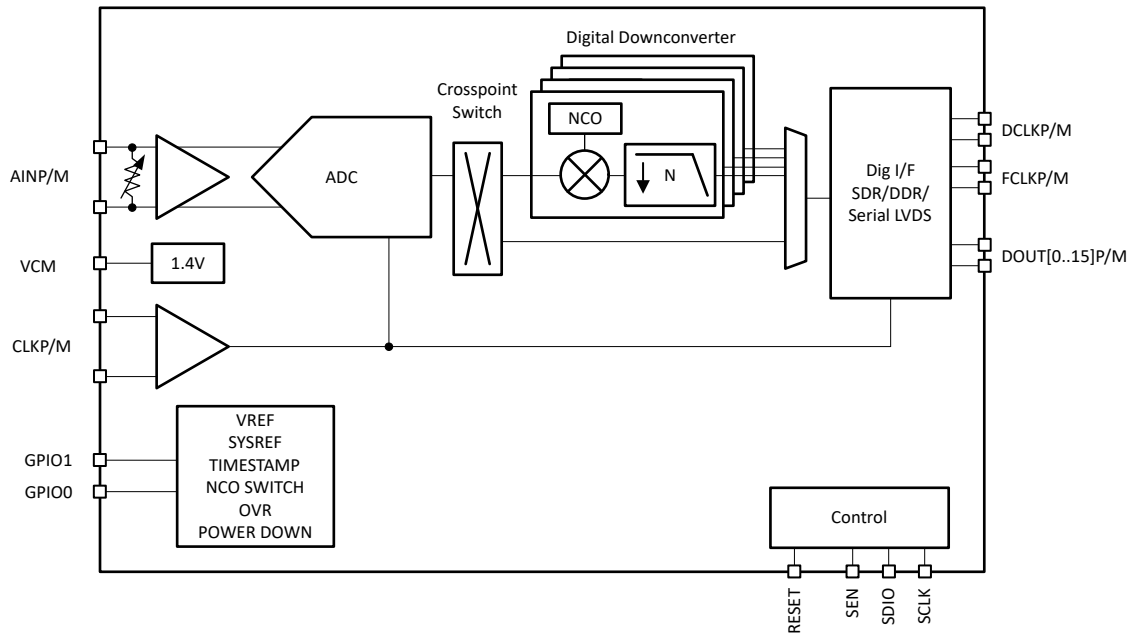 Digital Downconverter
Crosspoint
Switch
NCO
N
AINP/M
ADC
Dig I/F
SDR/DDR/
Serial LVDS
DCLKP/M
FCLKP/M
DOUT[0..15]P/M
VCM
1.4V
CLKP/M
GPIO1
GPIO0
VREF
SYSREF
TIMESTAMP
NCO SWITCH
OVR
POWER DOWN
Control
RESET
SEN
SDIO
SCLK